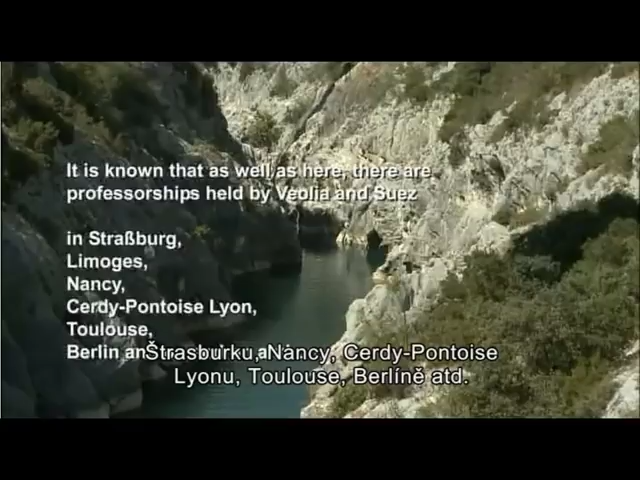 It is known that as well as here, there are
professorships held by Veolia and Suez
in Straßburg,
Limoges,
Nancy,
Cerdy-Pontoise Lyon,
Toulouse,
Berlin
Štrasburku, Nancy, Cerdy-Pontoise
Lyonu, Toulouse, Berlíně atd.